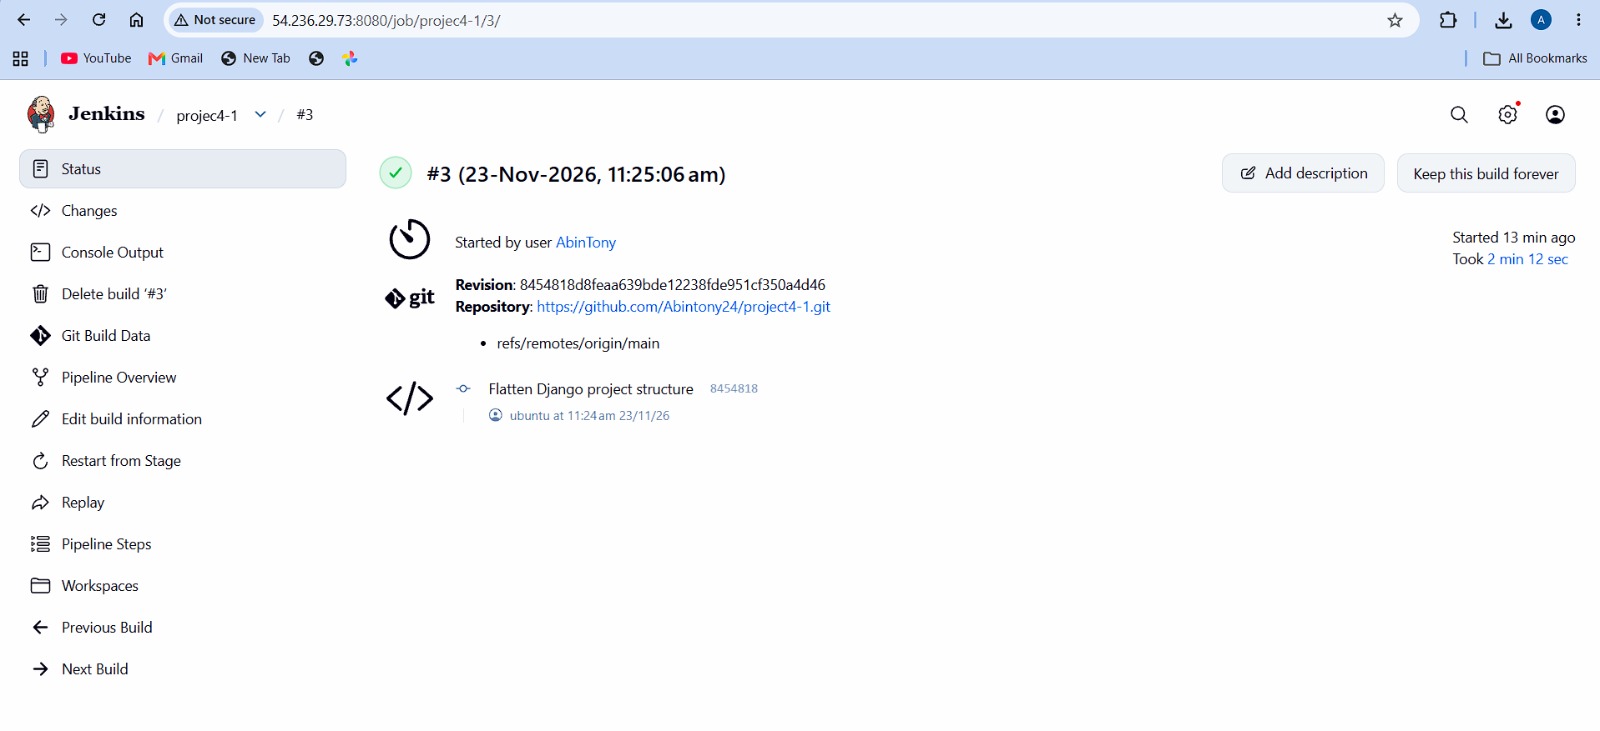 Not secure 54.236.29.73:8080/job/projec4-1/3/ A
YouTube Gmail New Tab All Bookmarks
Jenkins / projec4-1 / #3
Status
Changes
Console Output
Delete build ‘#3’
Git Build Data
Pipeline Overview
Edit build information
Restart from Stage
Replay
Pipeline Steps
Workspaces
Previous Build
Next Build
#3 (23-Nov-2026, 11:25:06 am)
Add description
Keep this build forever
Started by user AbinTony
Started 13 min ago
Took 2 min 12 sec
git
Revision: 8454818d8feaa639bde12238fde951cf350a4d46
Repository: https://github.com/Abintony24/project4-1.git
• refs/remotes/origin/main
Flatten Django project structure 8454818
ubuntu at 11:24 am 23/11/26